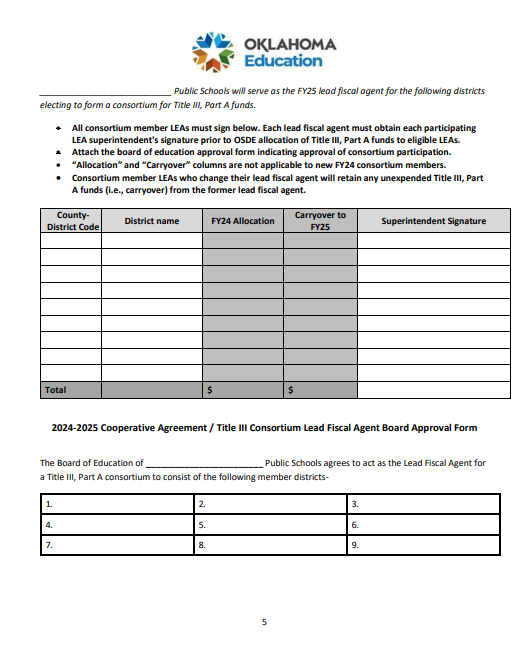 OKLAHOMA
Education
___________________________ Public Schools will serve as the FY25 lead fiscal agent for the following districts
electing to form a consortium for Title III, Part A funds.
• All consortium member LEAs must sign below. Each lead fiscal agent must obtain each participating
LEA superintendent's signature prior to OSDE allocation of Title III, Part A funds to eligible LEAs.
• Attach the board of education approval form indicating approval of consortium participation.
• “Allocation” and “Carryover” columns are not applicable to new FY24 consortium members.
• Consortium member LEAs who change their lead fiscal agent will retain any unexpended Title III, Part
A funds (i.e., carryover) from the former lead fiscal agent.
County-District Code District name FY24 Allocation Carryover to FY25 Superintendent Signature
Total $ $
2024-2025 Cooperative Agreement / Title III Consortium Lead Fiscal Agent Board Approval Form
The Board of Education of ________________________ Public Schools agrees to act as the Lead Fiscal Agent for
a Title III, Part A consortium to consist of the following member districts-
1. 2. 3.
4. 5. 6.
7. 8. 9.
5